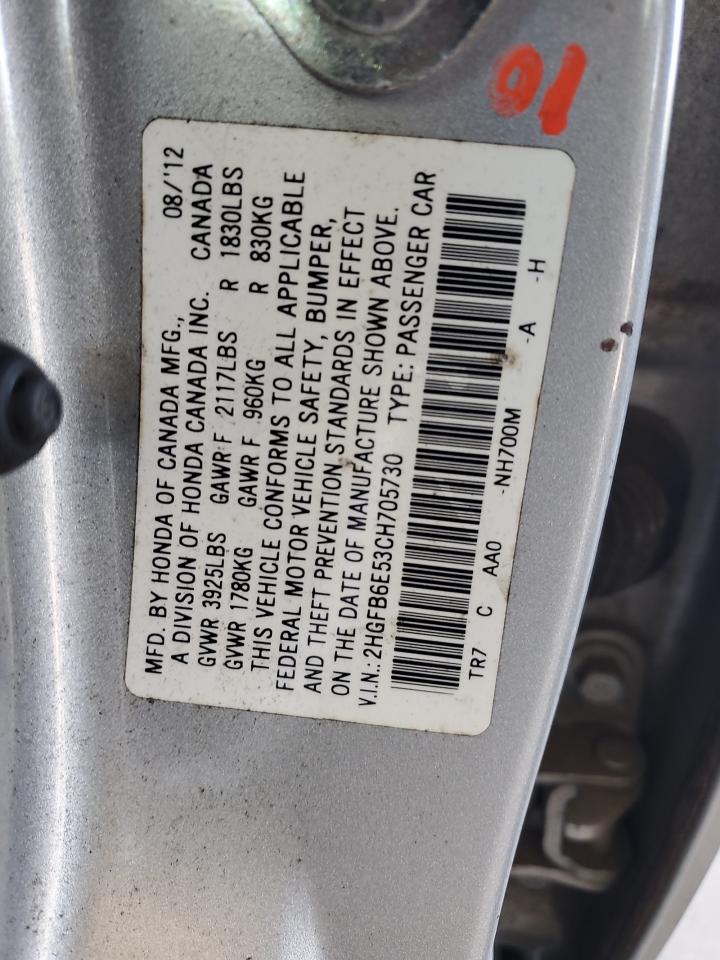 10
MFD. BY HONDA OF CANADA MFG., 08/'12
A DIVISION OF HONDA CANADA INC. CANADA
GVWR 3925LBS GAWR F 2117LBS R 1830LBS
GVWR 1780KG GAWR F 960KG R 830KG
THIS VEHICLE CONFORMS TO ALL APPLICABLE
FEDERAL MOTOR VEHICLE SAFETY, BUMPER,
AND THEFT PREVENTION STANDARDS IN EFFECT
ON THE DATE OF MANUFACTURE SHOWN ABOVE.
V.I.N.: 2HGFB6E53CH705730 TYPE: PASSENGER CAR
TR7 C AA0 -NH700M -A -H